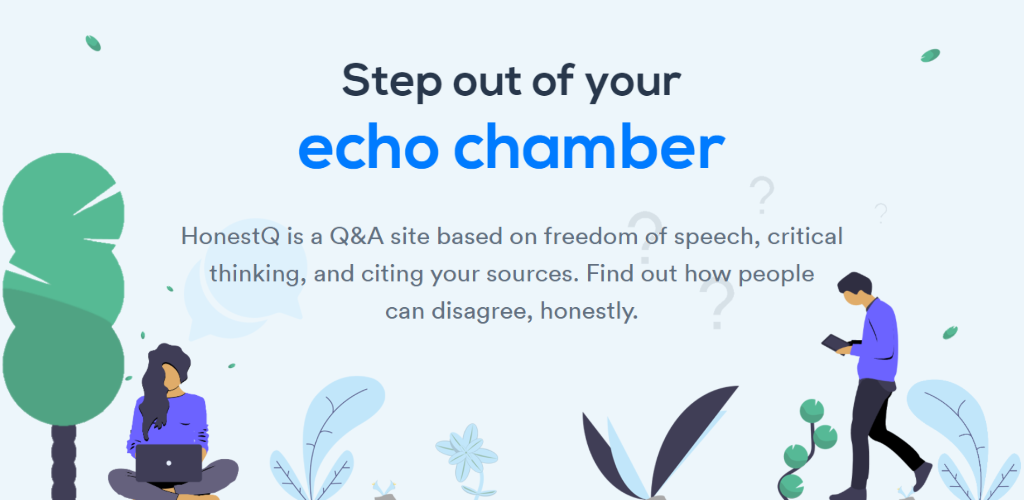 Step out of your
echo chamber
HonestQ is a Q&A site based on freedom of speech, critical
thinking, and citing your sources. Find out how people
can disagree, honestly.
?
?
?
?